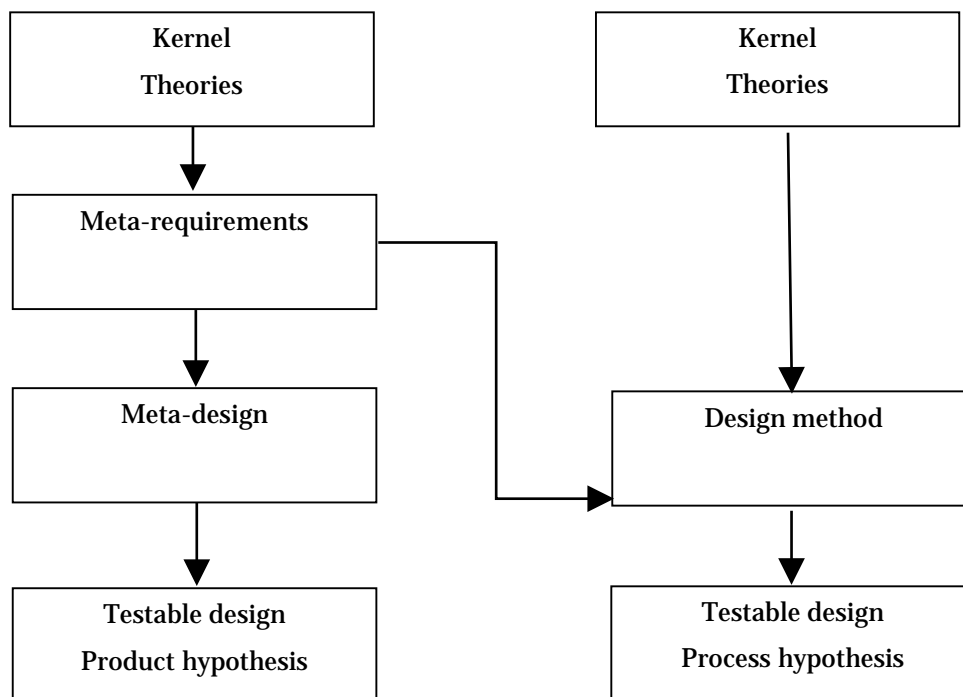 Kernel
Theories
Kernel
Theories
Meta-requirements
Meta-design
Design method
Testable design
Product hypothesis
Testable design
Process hypothesis